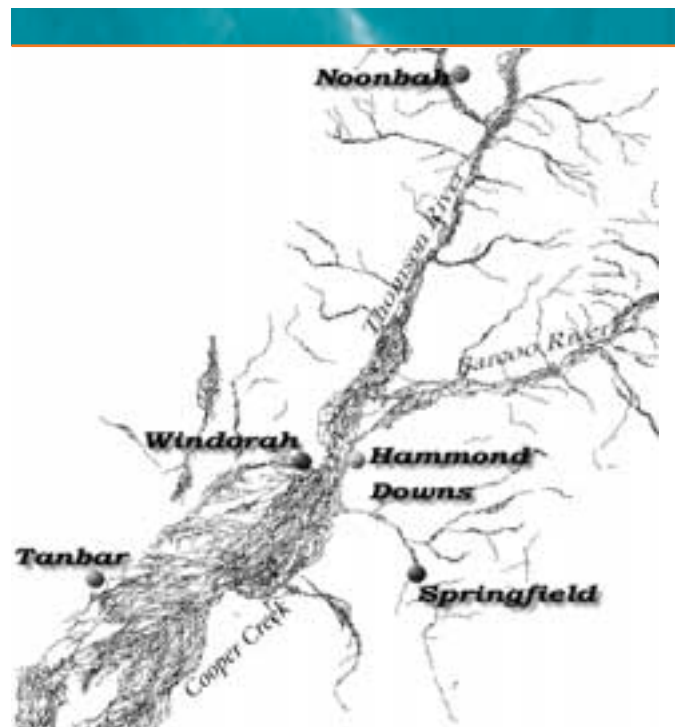 Noonbah
Thomson River
Barcoo River
Windorah
Hammond
Downs
Tanbar
Springfield
Cooper Creek